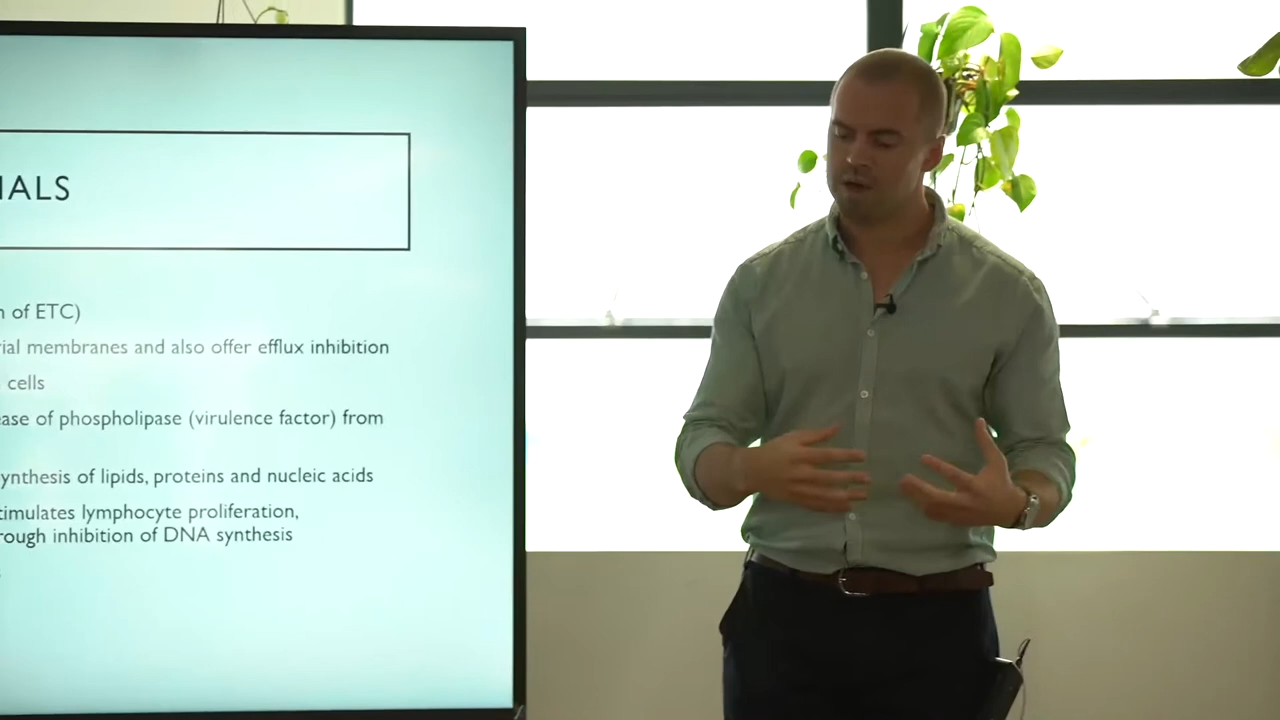 IALS
n of ETC)
rial membranes and also offer efflux inhibition
cells
ease of phospholipase (virulence factor) from
ynthesis of lipids, proteins and nucleic acids
timulates lymphocyte proliferation,
rough inhibition of DNA synthesis